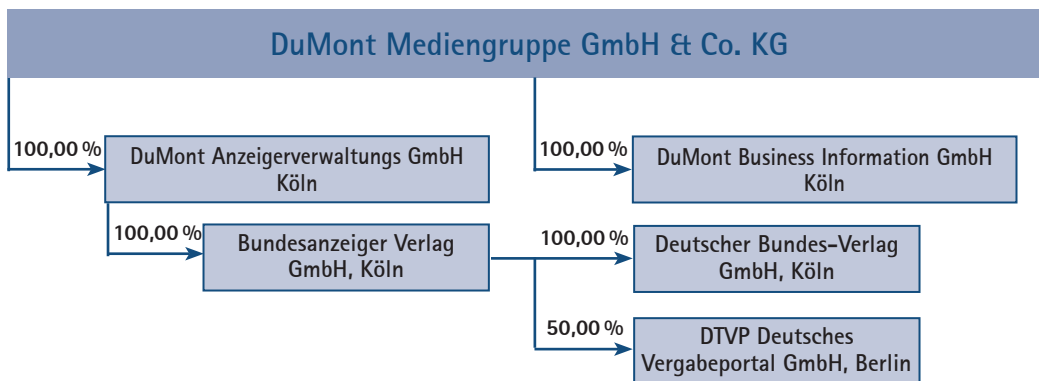 DuMont Mediengruppe GmbH & Co. KG
100,00 %
DuMont Anzeigerverwaltungs GmbH
Köln
100,00 %
DuMont Business Information GmbH
Köln
100,00 %
Bundesanzeiger Verlag
GmbH, Köln
100,00 %
Deutscher Bundes-Verlag
GmbH, Köln
50,00 %
DTVP Deutsches
Vergabeportal GmbH, Berlin